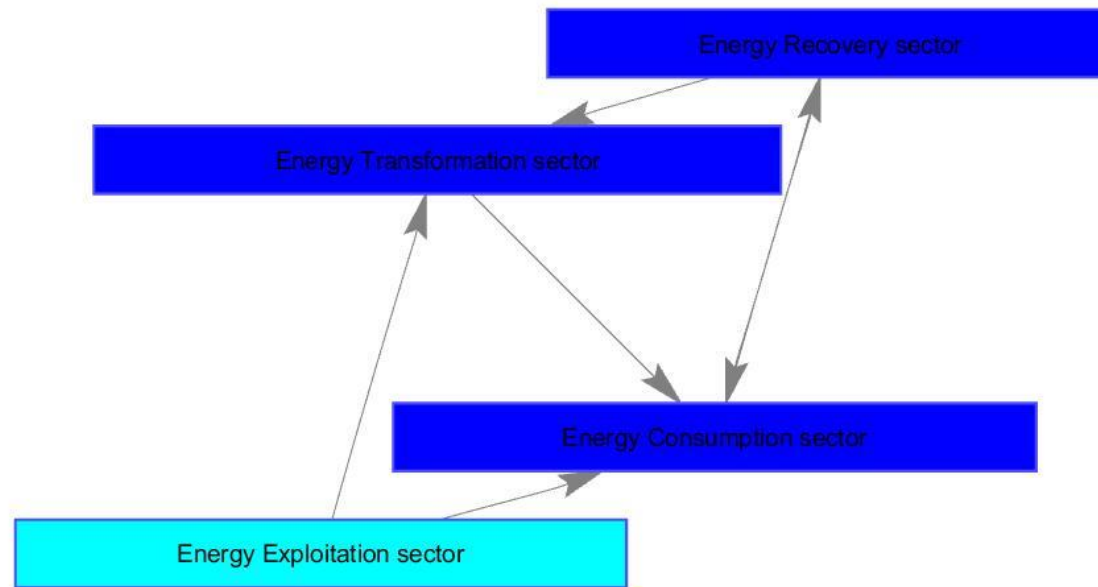 Energy Recovery sector
Energy Transformation sector
Energy Consumption sector
Energy Exploitation sector